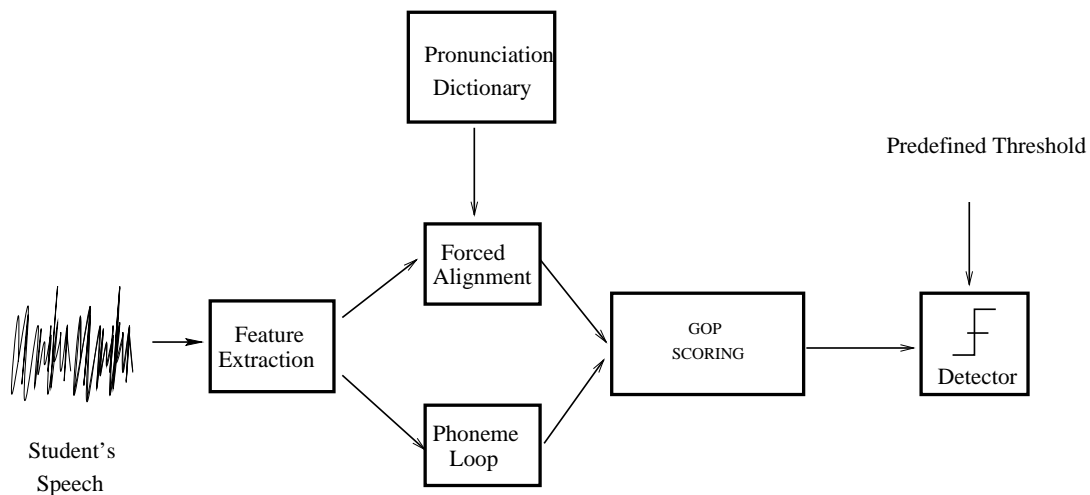 Pronunciation
Dictionary
Predefined Threshold
Forced
Alignment
Feature
Extraction
GOP
SCORING
Detector
Phoneme
Loop
Student's
Speech